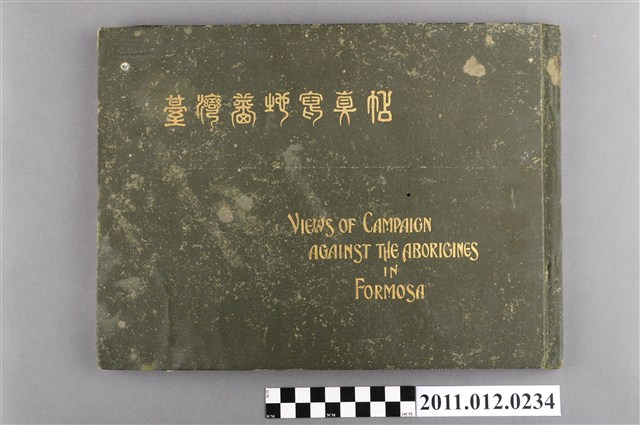 臺灣蕃地寫真帖
VIEWS OF CAMPAIGN
AGAINST THE ABORIGINES
IN
FORMOSA
2011.012.0234